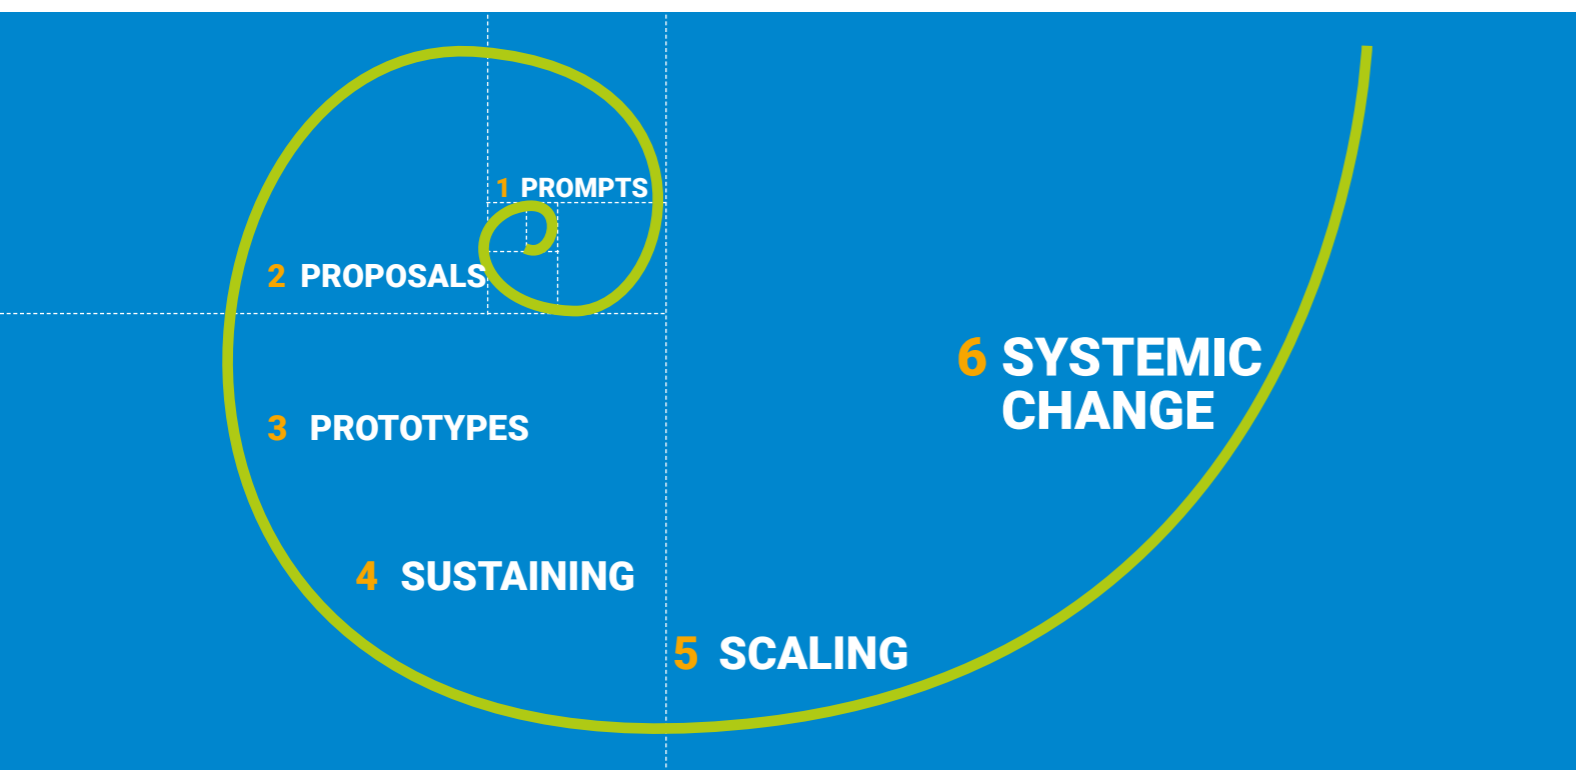 1 PROMPTS
2 PROPOSALS
3 PROTOTYPES
4 SUSTAINING
5 SCALING
6 SYSTEMIC
CHANGE